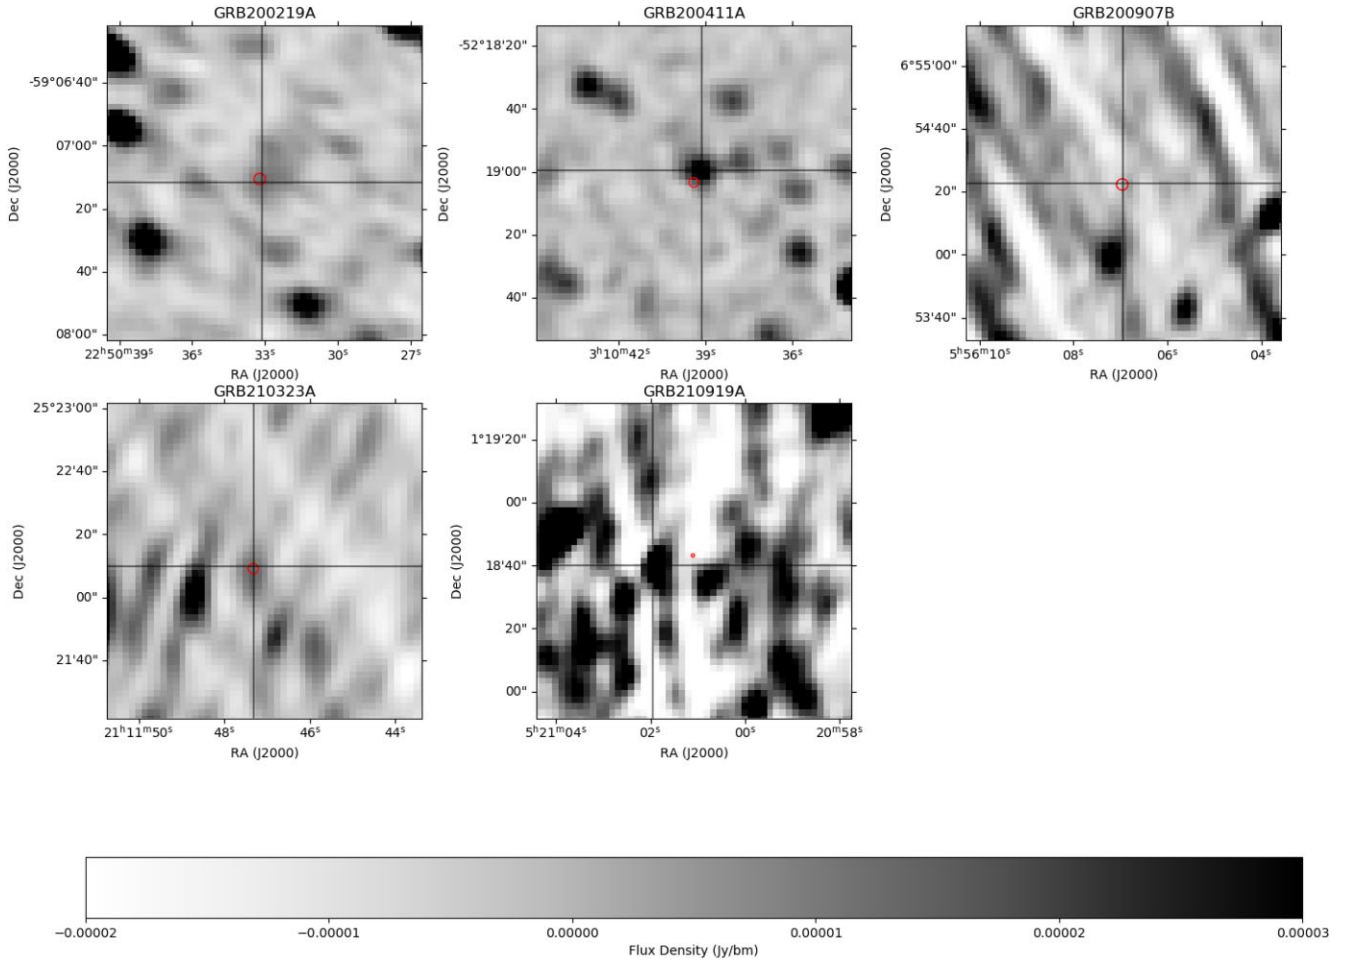 GRB200219A
GRB200411A
GRB200907B
-59°06'40"
07'00"
20"
40"
08'00"
Dec (J2000)
22ʰ50ᵐ39ˢ
36ˢ
33ˢ
30ˢ
27ˢ
RA (J2000)
-52°18'20"
40"
19'00"
20"
40"
Dec (J2000)
3ʰ10ᵐ42ˢ
39ˢ
36ˢ
RA (J2000)
6°55'00"
54'40"
20"
00"
53'40"
Dec (J2000)
5ʰ56ᵐ10ˢ
08ˢ
06ˢ
04ˢ
RA (J2000)
GRB210323A
GRB210919A
25°23'00"
22'40"
20"
00"
21'40"
Dec (J2000)
21ʰ11ᵐ50ˢ
48ˢ
46ˢ
44ˢ
RA (J2000)
1°19'20"
00"
18'40"
20"
00"
Dec (J2000)
5ʰ21ᵐ04ˢ
02ˢ
00ˢ
20ᵐ58ˢ
RA (J2000)
−0.00002
−0.00001
0.00000
0.00001
0.00002
0.00003
Flux Density (Jy/bm)